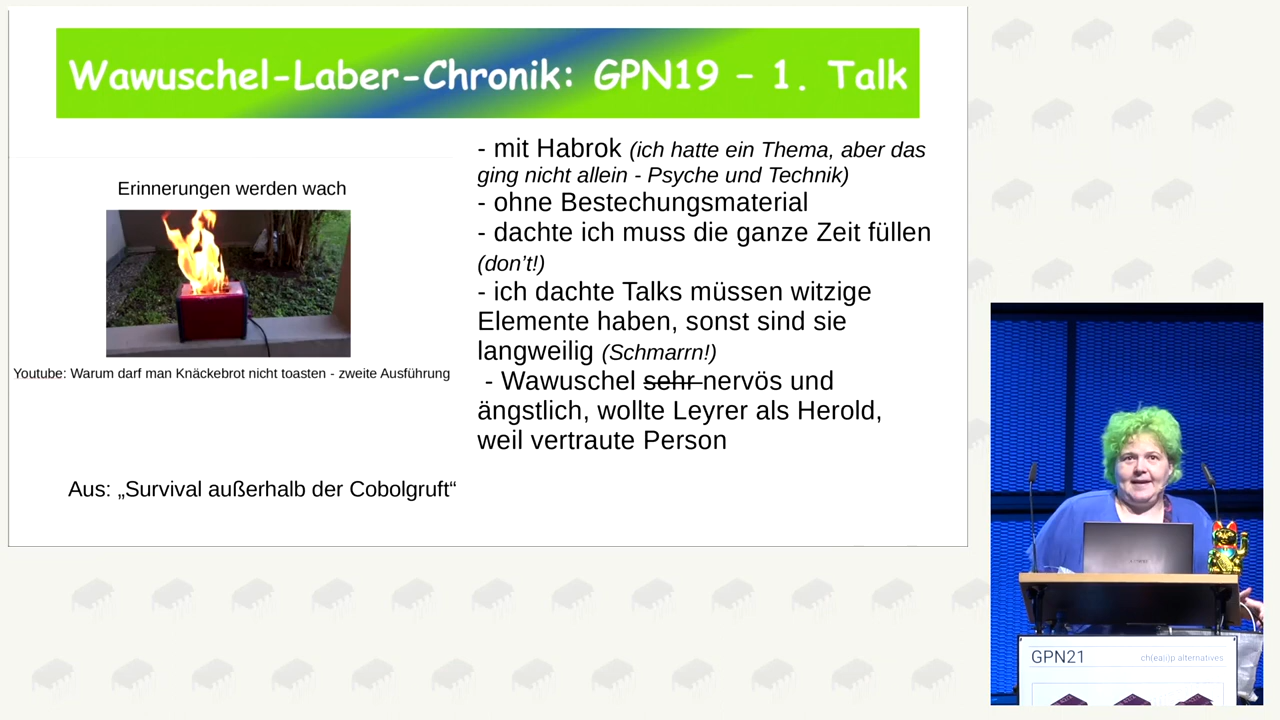 Wawuschel-Laber-Chronik: GPN19 – 1. Talk
Erinnerungen werden wach
Youtube: Warum darf man Knäckebrot nicht toasten - zweite Ausführung
Aus: „Survival außerhalb der Cobolgruft“
- mit Habrok (ich hatte ein Thema, aber das
ging nicht allein - Psyche und Technik)
- ohne Bestechungsmaterial
- dachte ich muss die ganze Zeit füllen
(don't!)
- ich dachte Talks müssen witzige
Elemente haben, sonst sind sie
langweilig (Schmarrn!)
- Wawuschel sehr nervös und
ängstlich, wollte Leyrer als Herold,
weil vertraute Person
GPN21
ch(ea|i)p alternatives